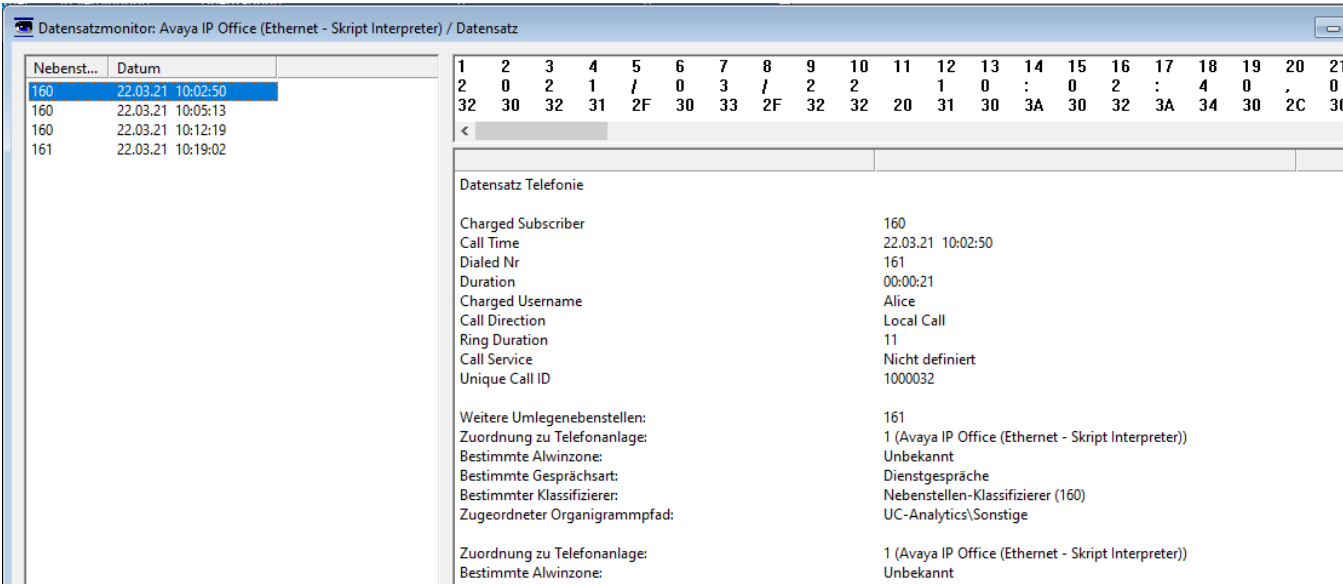 Datensatzmonitor: Avaya IP Office (Ethernet - Skript Interpreter) / Datensatz
Nebenst... Datum
160 22.03.21 10:02:50
160 22.03.21 10:05:13
160 22.03.21 10:12:19
161 22.03.21 10:19:02
1 2 3 4 5 6 7 8 9 10 11 12 13 14 15 16 17 18 19 20 21
2 0 2 1 / 0 3 / 2 2 1 0 : 0 2 : 4 0 , 0
32 30 32 31 2F 30 33 2F 32 32 20 31 30 3A 30 32 3A 34 30 2C 30
Datensatz Telefonie
Charged Subscriber 160
Call Time 22.03.21 10:02:50
Dialed Nr 161
Duration 00:00:21
Charged Username Alice
Call Direction Local Call
Ring Duration 11
Call Service Nicht definiert
Unique Call ID 1000032
Weitere Umlegenebenstellen: 161
Zuordnung zu Telefonanlage: 1 (Avaya IP Office (Ethernet - Skript Interpreter))
Bestimmte Alwinzone: Unbekannt
Bestimmte Gesprächsart: Dienstgespräche
Bestimmter Klassifizierer: Nebenstellen-Klassifizierer (160)
Zugeordneter Organigrammpfad: UC-Analytics\Sonstige
Zuordnung zu Telefonanlage: 1 (Avaya IP Office (Ethernet - Skript Interpreter))
Bestimmte Alwinzone: Unbekannt